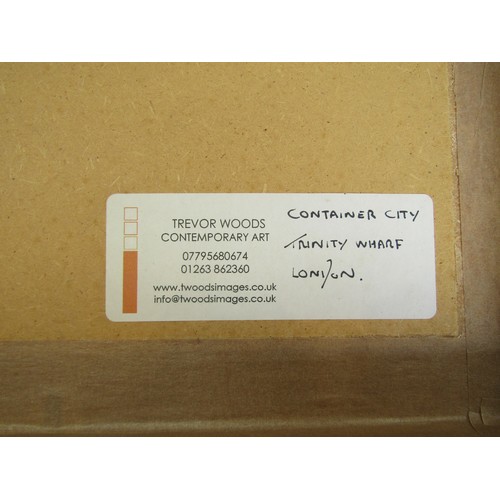 TREVOR WOODS
CONTEMPORARY ART
07795680674
01263 862360
www.twoodsimages.co.uk
info@twoodsimages.co.uk
CONTAINER CITY
TRINITY WHARF
LONDON.